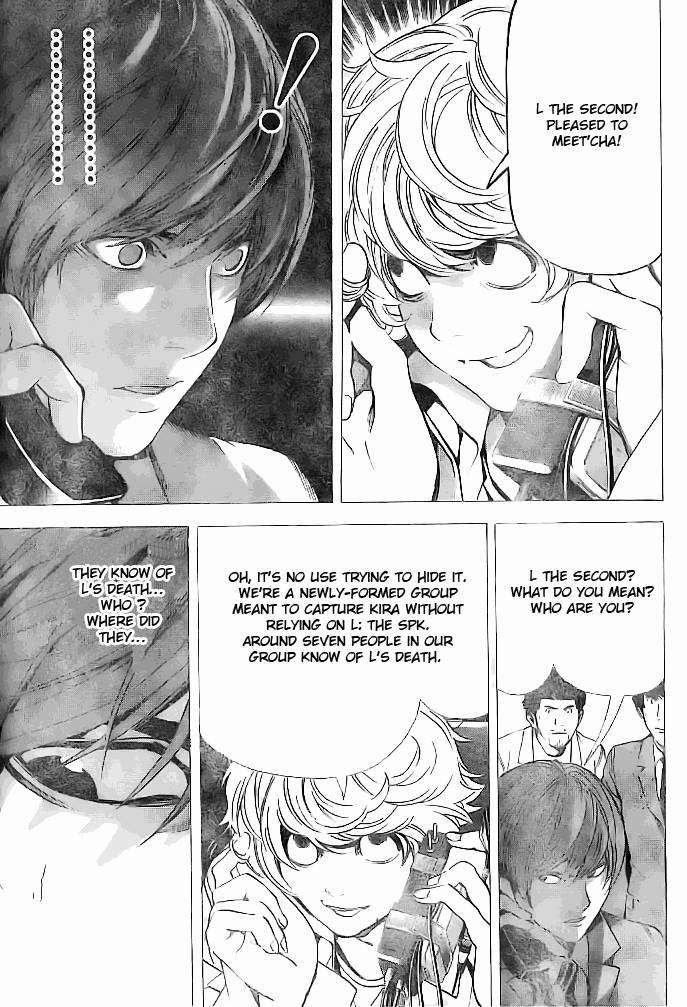 L THE SECOND!
PLEASED TO
MEET'CHA!
!
L THE SECOND?
WHAT DO YOU MEAN?
WHO ARE YOU?
OH, IT'S NO USE TRYING TO HIDE IT.
WE'RE A NEWLY-FORMED GROUP
MEANT TO CAPTURE KIRA WITHOUT
RELYING ON L: THE SPK.
AROUND SEVEN PEOPLE IN OUR
GROUP KNOW OF L'S DEATH.
THEY KNOW OF
L'S DEATH...
WHO ?
WHERE DID
THEY...